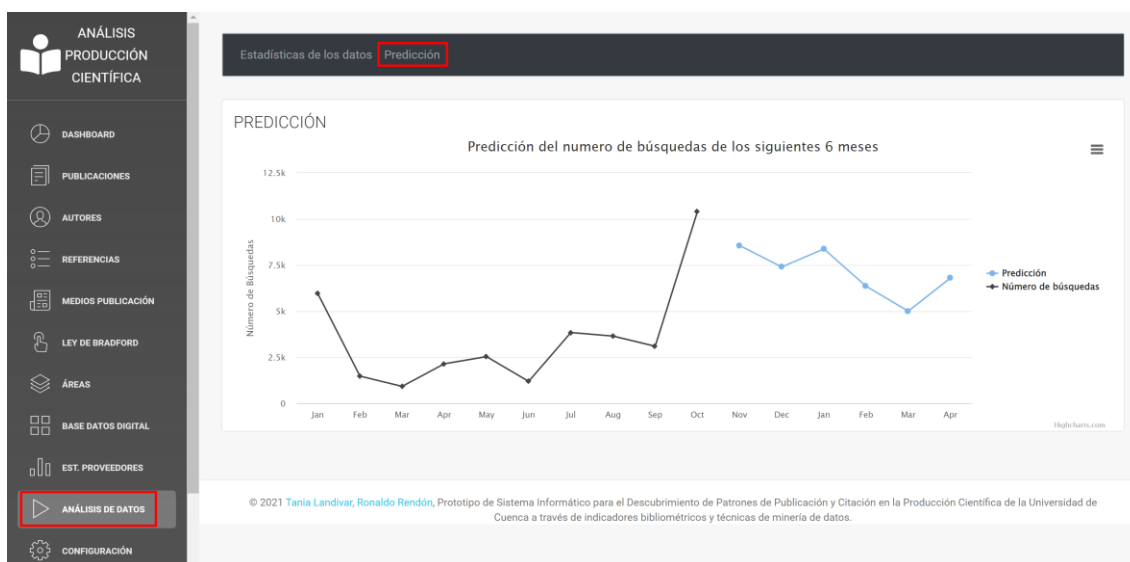 ANÁLISIS
PRODUCCIÓN
CIENTÍFICA
DASHBOARD
PUBLICACIONES
AUTORES
REFERENCIAS
MEDIOS PUBLICACIÓN
LEY DE BRADFORD
ÁREAS
BASE DATOS DIGITAL
EST. PROVEEDORES
ANÁLISIS DE DATOS
CONFIGURACIÓN
Estadísticas de los datos Predicción
PREDICCIÓN
Predicción del numero de búsquedas de los siguientes 6 meses
Número de Búsquedas
12.5k
10k
7.5k
5k
2.5k
0
Jan Feb Mar Apr May Jun Jul Aug Sep Oct Nov Dec Jan Feb Mar Apr
Predicción
Número de búsquedas
Highcharts.com
© 2021 Tania Landivar, Ronaldo Rendón, Prototipo de Sistema Informático para el Descubrimiento de Patrones de Publicación y Citación en la Producción Científica de la Universidad de
Cuenca a través de indicadores bibliométricos y técnicas de minería de datos.